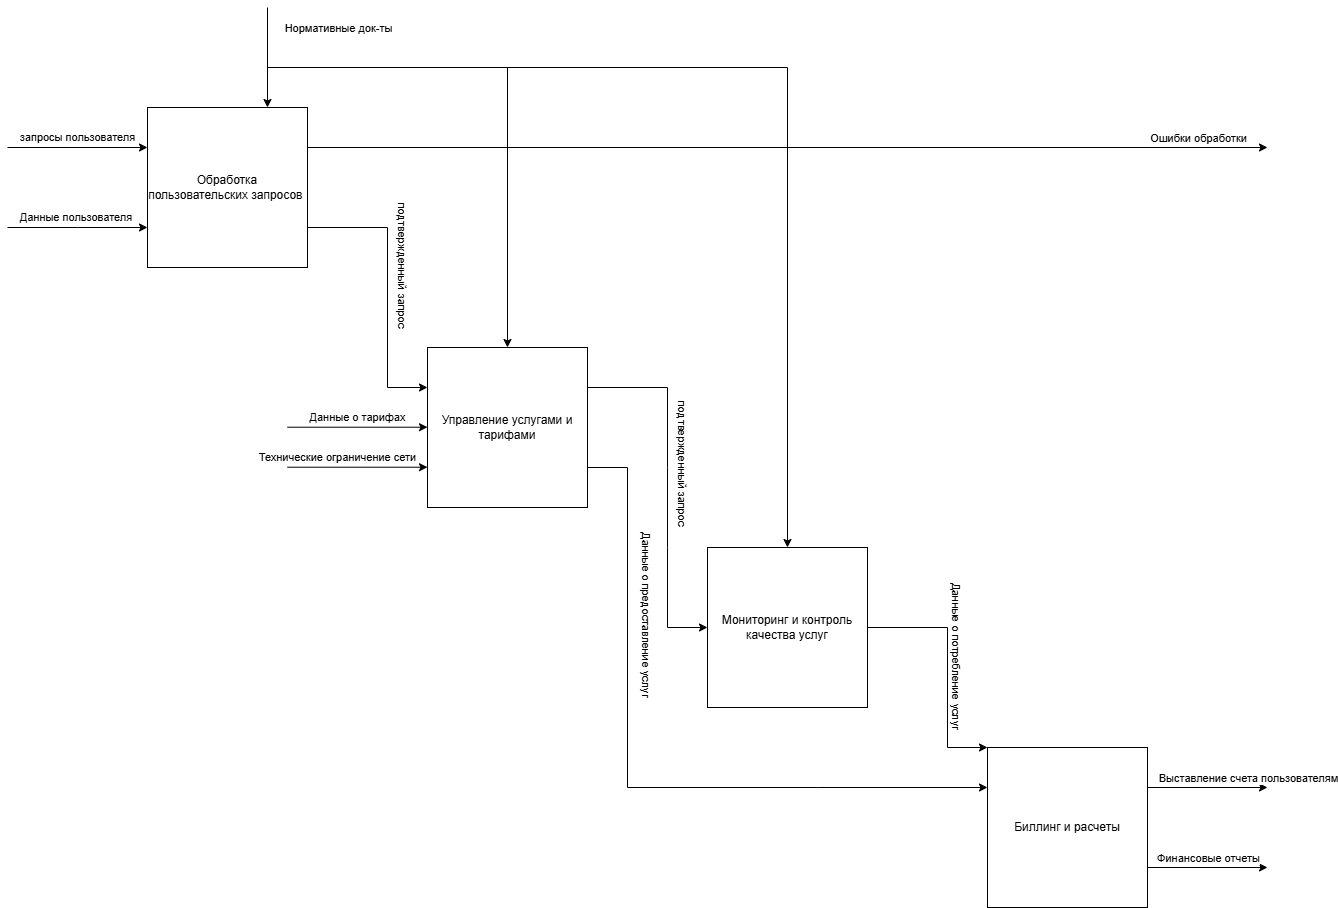 Нормативные док-ты
запросы пользователя
Ошибки обработки
Обработка
пользовательских запросов
Данные пользователя
подтвержденный запрос
Данные о тарифах
Управление услугами и
тарифами
Технические ограничение сети
подтвержденный запрос
Данные о предоставление услуг
Мониторинг и контроль
качества услуг
Данные о потребление услуг
Выставление счета пользователям
Биллинг и расчеты
Финансовые отчеты